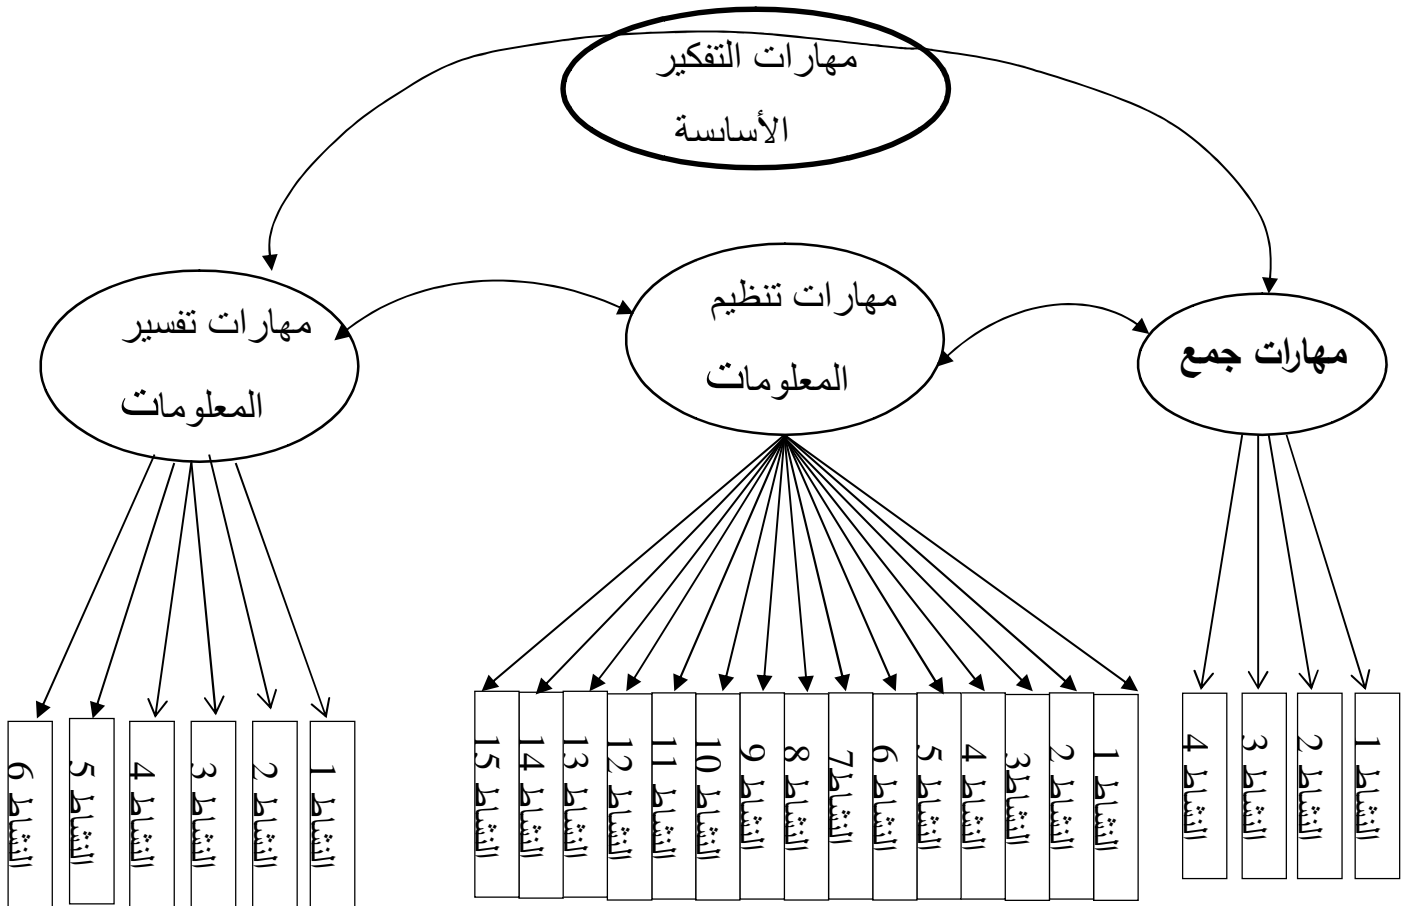 مهارات التفكير
الأساسية
مهارات جمع
مهارات تنظيم
المعلومات
مهارات تفسير
المعلومات
النشاط 1
النشاط 2
النشاط 3
النشاط 4
النشاط 1
النشاط 2
النشاط3
النشاط 4
النشاط 5
النشاط 6
النشاط7
النشاط 8
النشاط 9
النشاط 10
النشاط 11
النشاط 12
النشاط 13
النشاط 14
النشاط 15
النشاط 1
النشاط 2
النشاط 3
النشاط 4
النشاط 5
النشاط 6